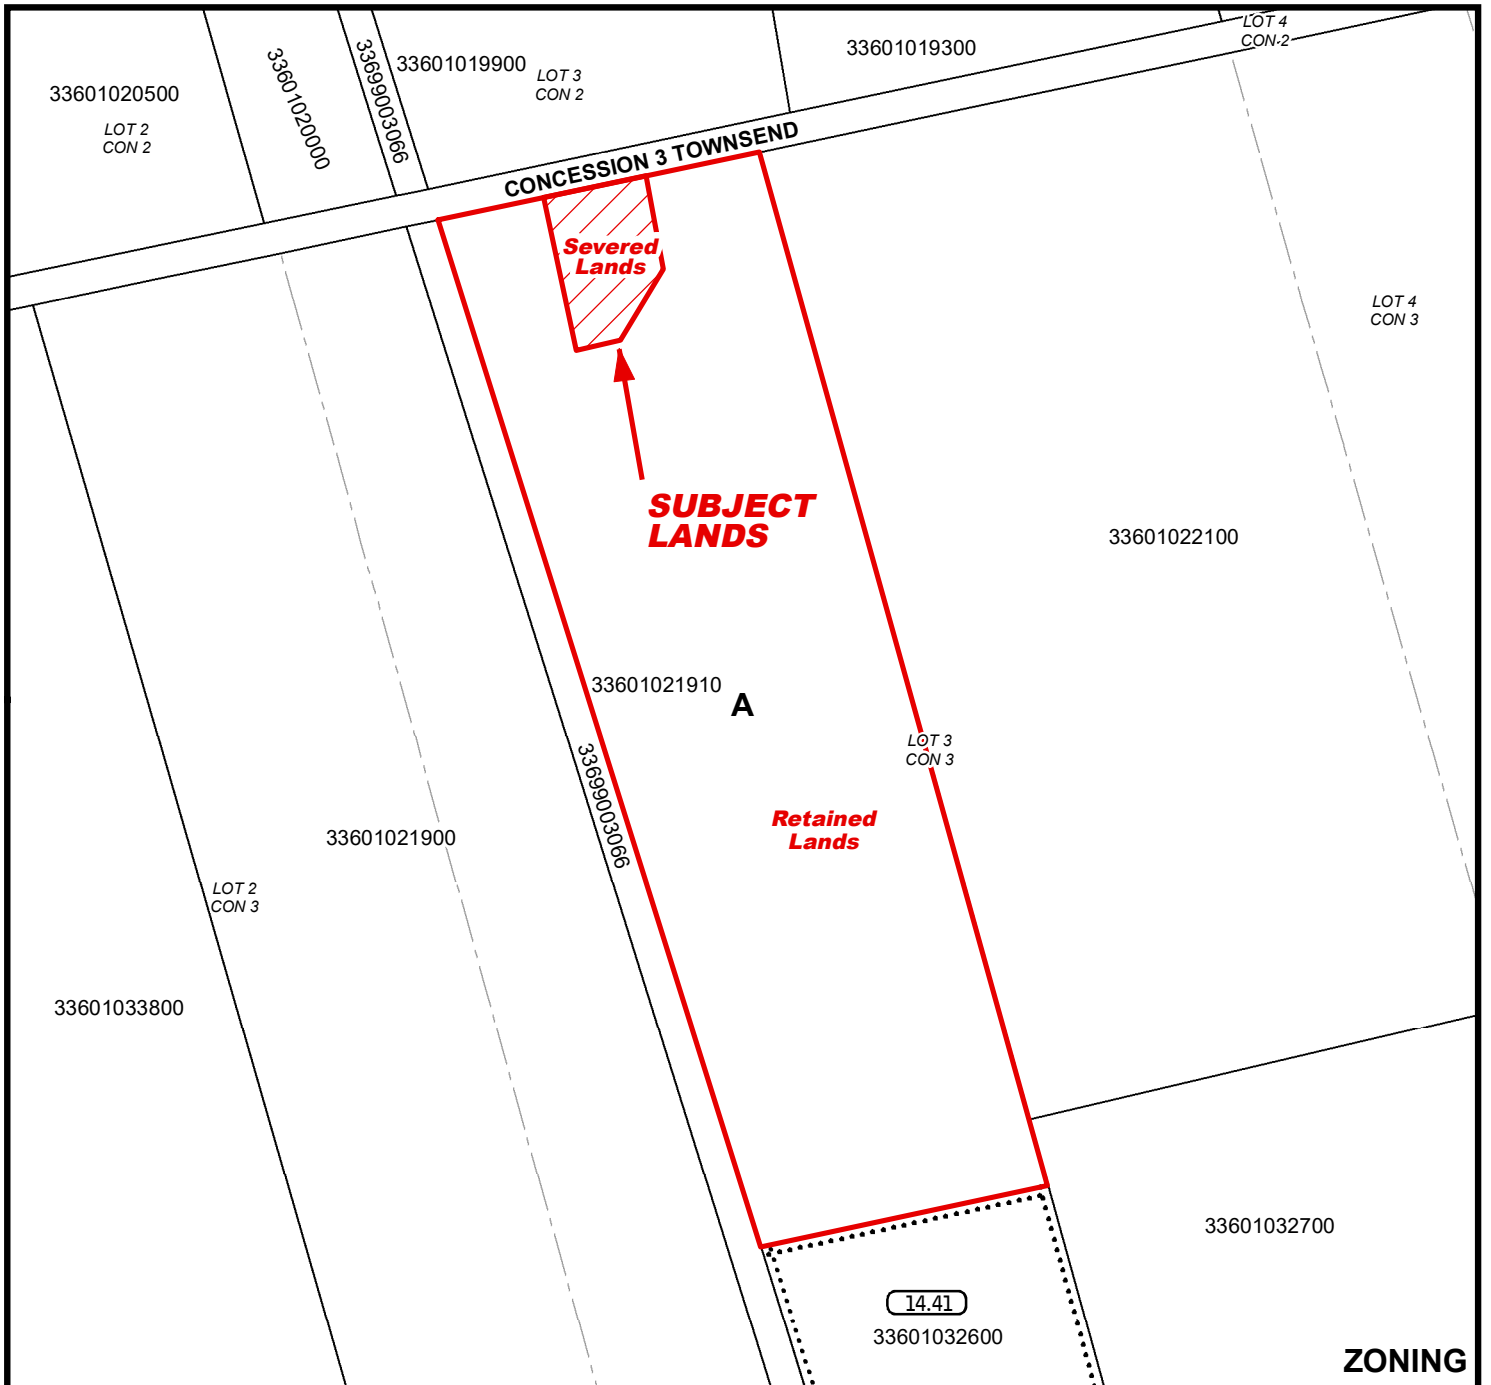 LOT 4
CON 2
33601019300
33601019900
LOT 3
CON 2
33699003066
33601020000
33601020500
LOT 2
CON 2
CONCESSION 3 TOWNSEND
Severed
Lands
LOT 4
CON 3
SUBJECT
LANDS
33601022100
33601021910
A
LOT 3
CON 3
33699003066
Retained
Lands
33601021900
LOT 2
CON 3
33601033800
33601032700
14.41
33601032600
ZONING